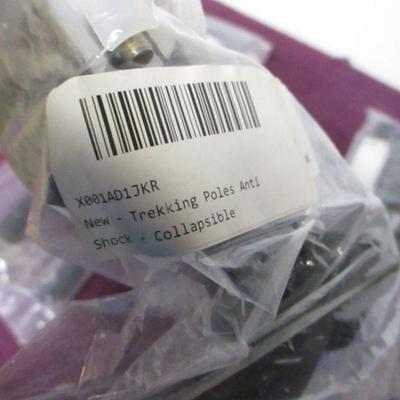 X001AD1JKR
New - Trekking Poles Anti
Shock - Collapsible